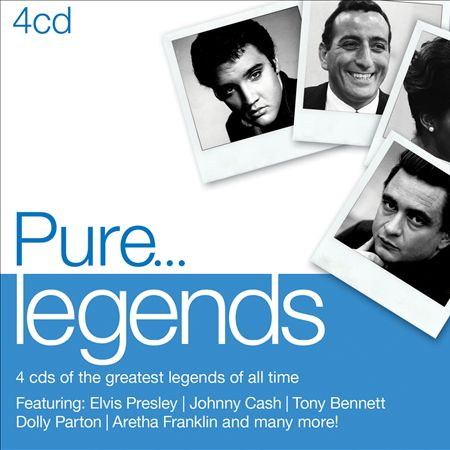 4cd
Pure...
legends
4 cds of the greatest legends of all time
Featuring: Elvis Presley | Johnny Cash | Tony Bennett
Dolly Parton | Aretha Franklin and many more!